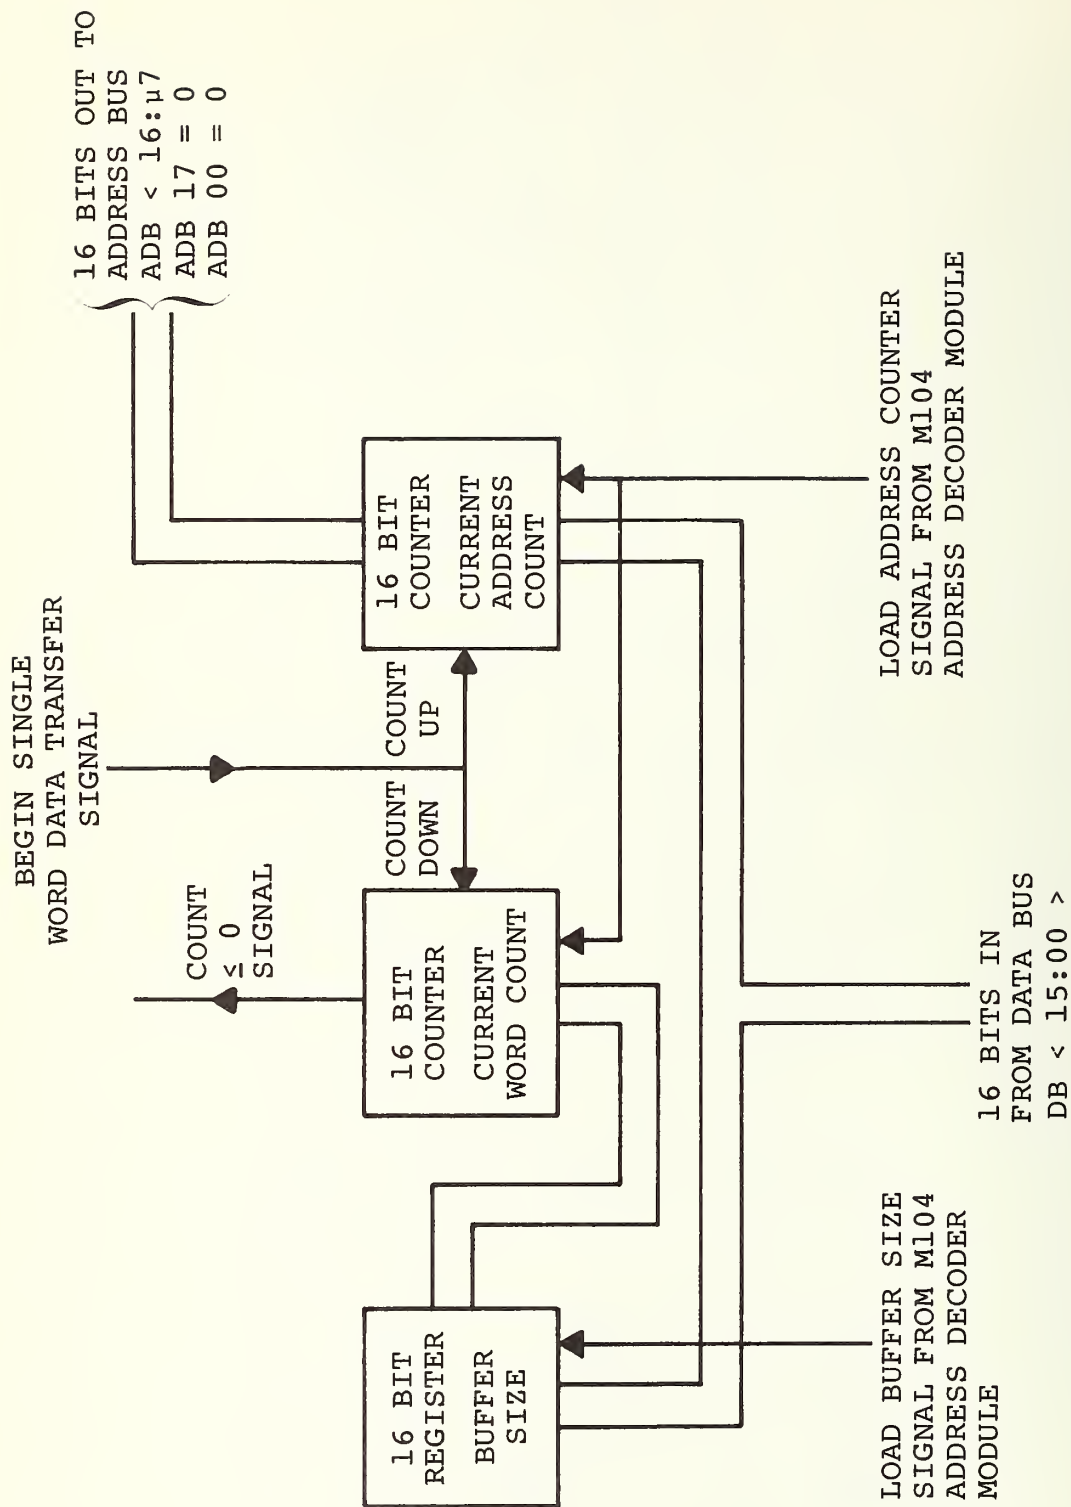 BEGIN SINGLE
WORD DATA TRANSFER
SIGNAL
16 BITS OUT TO
ADDRESS BUS
ADB < 16:µ7
ADB 17 = 0
ADB 00 = 0
COUNT
≤ 0
SIGNAL
COUNT
DOWN
COUNT
UP
16 BIT
REGISTER
BUFFER
SIZE
16 BIT
COUNTER
CURRENT
WORD COUNT
16 BIT
COUNTER
CURRENT
ADDRESS
COUNT
LOAD BUFFER SIZE
SIGNAL FROM M104
ADDRESS DECODER
MODULE
16 BITS IN
FROM DATA BUS
DB < 15:00 >
LOAD ADDRESS COUNTER
SIGNAL FROM M104
ADDRESS DECODER MODULE